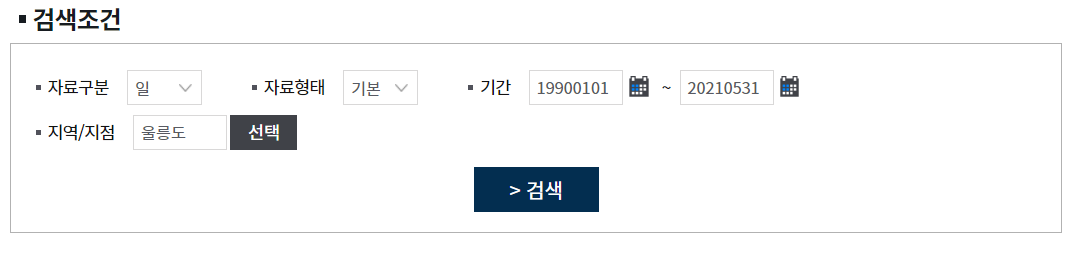 검색조건
자료구분 일 자료형태 기본 기간 19900101 ~ 20210531
지역/지점 울릉도 선택
> 검색